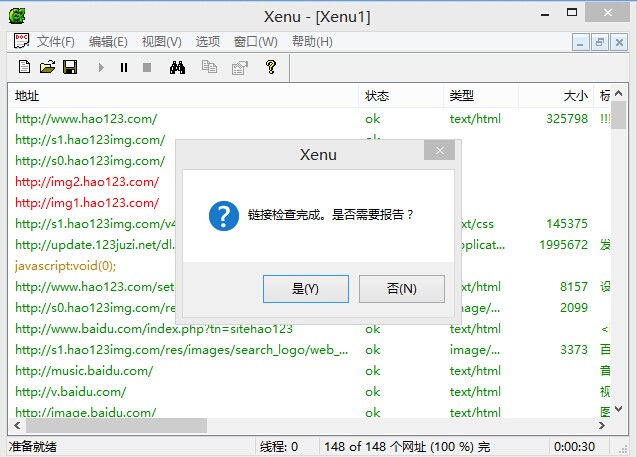 Xenu - [Xenu1]
文件(F) 编辑(E) 视图(V) 选项 窗口(W) 帮助(H)
地址 状态 类型 大小 标
http://www.hao123.com/ ok text/html 325798 !!!
http://s1.hao123img.com/ ok
http://s0.hao123img.com/ ok
http://img2.hao123.com/
http://img1.hao123.com/
http://s1.hao123img.com/v4 xt/css 145375
http://update.123juzi.net/dl. plicat... 1995672 发
javascript:void(0);
http://www.hao123.com/set xt/html 8157 设
http://s0.hao123img.com/re image/... 2099
http://www.baidu.com/index.php?tn=sitehao123 ok text/html <
http://s1.hao123img.com/res/images/search_logo/web_... ok image/... 3373 百
http://music.baidu.com/ ok text/html 音
http://v.baidu.com/ ok text/html 视
http://image.baidu.com/ ok text/html 图
Xenu
链接检查完成。是否需要报告？
是(Y) 否(N)
准备就绪 线程: 0 148 of 148 个网址 (100 %) 完 0:00:30